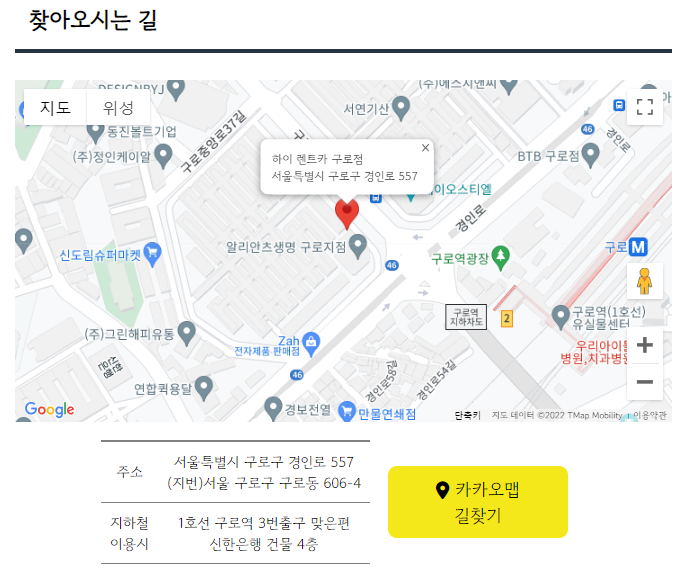 찾아오시는 길
DESIGNBYJ
(주)에스지앤씨
지도 위성
서연기산
동진볼트기업
구로중앙로37길
46
구로인길
(주)정인케이알
BTB 구로점
하이 렌트카 구로점
서울특별시 구로구 경인로 557
이오스티엘
경인로
알리안츠생명 구로지점
신도림슈퍼마켓
구로역광장
구로 M
46
구로역
지하차도
2
구로역(1호선)
유실물센터
(주)그린해피유통
Zah
전자제품·판매점
우리아이들
병원,치과병원
신한
은행
46
연합퀵용달
경인로58길
경인로54길
경보전열
만물연쇄점
Google
단축키
지도 데이터 ©2022 TMap Mobility
이용약관
주소
서울특별시 구로구 경인로 557
(지번)서울 구로구 구로동 606-4
카카오맵
길찾기
지하철
이용시
1호선 구로역 3번출구 맞은편
신한은행 건물 4층